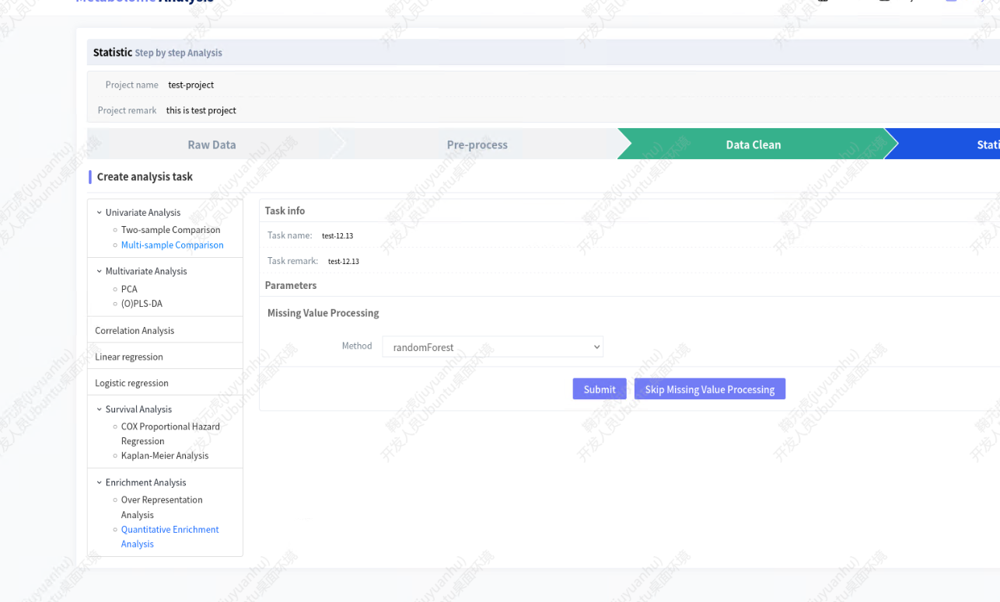 Metabolome Analysis
Statistic Step by step Analysis
Project name test-project
Project remark this is test project
Raw Data
Pre-process
Data Clean
Stati
Create analysis task
Univariate Analysis
Two-sample Comparison
Multi-sample Comparison
Multivariate Analysis
PCA
(O)PLS-DA
Correlation Analysis
Linear regression
Logistic regression
Survival Analysis
COX Proportional Hazard
Regression
Kaplan-Meier Analysis
Enrichment Analysis
Over Representation
Analysis
Quantitative Enrichment
Analysis
Task info
Task name: test-12.13
Task remark: test-12.13
Parameters
Missing Value Processing
Method randomForest
Submit
Skip Missing Value Processing
鞠元虎(juyuanhu)
开发人员Ubuntu桌面环境